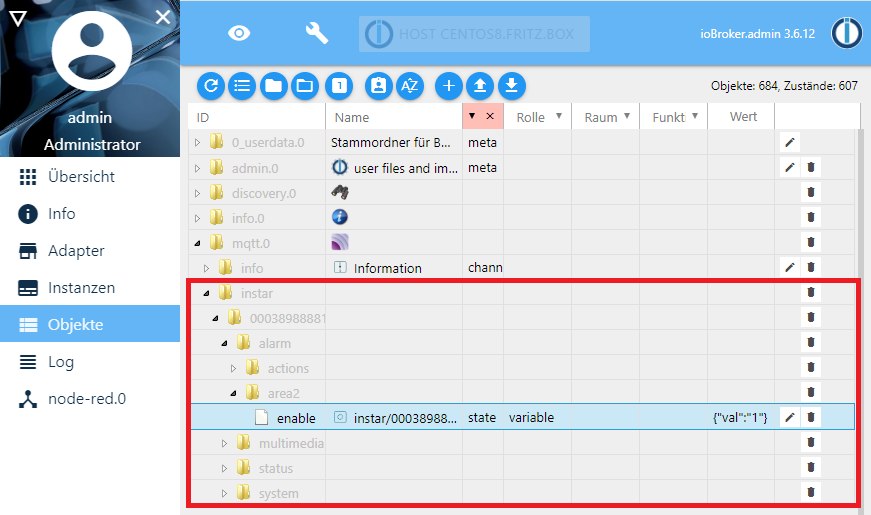 HOST CENTOS8.FRITZ.BOX
ioBroker.admin 3.6.12
admin
Administrator
Übersicht
Info
Adapter
Instanzen
Objekte
Log
node-red.0
1
AZ
Objekte: 684, Zustände: 607
ID Name Rolle Raum Funkt Wert
0_userdata.0 Stammordner für B... meta
admin.0 user files and im... meta
discovery.0
info.0
mqtt.0
info Information chann
instar
00038988881
alarm
actions
area2
enable instar/00038988... state variable {"val":"1"}
multimedia
status
system